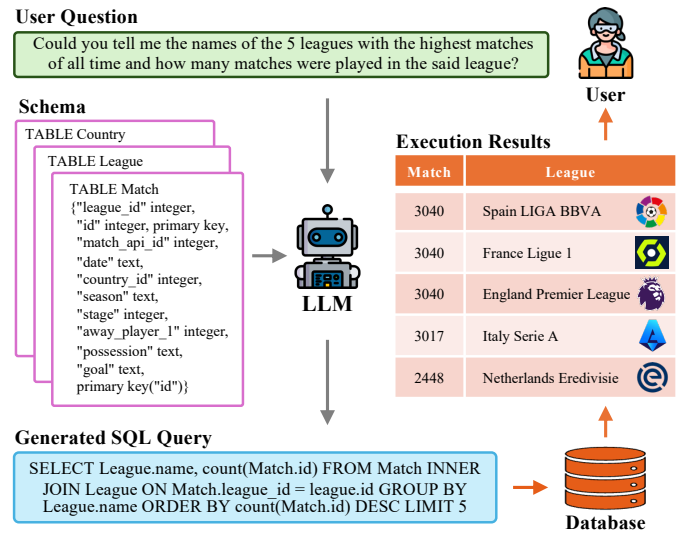 User Question
Could you tell me the names of the 5 leagues with the highest matches
of all time and how many matches were played in the said league?
User
Schema
TABLE Country
TABLE League
TABLE Match
{"league_id" integer,
"id" integer, primary key,
"match_api_id" integer,
"date" text,
"country_id" integer,
"season" text,
"stage" integer,
"away_player_1" integer,
"possession" text,
"goal" text,
primary key("id")}
LLM
Execution Results
Match League
3040 Spain LIGA BBVA
3040 France Ligue 1
3040 England Premier League
3017 Italy Serie A
2448 Netherlands Eredivisie
Generated SQL Query
SELECT League.name, count(Match.id) FROM Match INNER
JOIN League ON Match.league_id = league.id GROUP BY
League.name ORDER BY count(Match.id) DESC LIMIT 5
Database